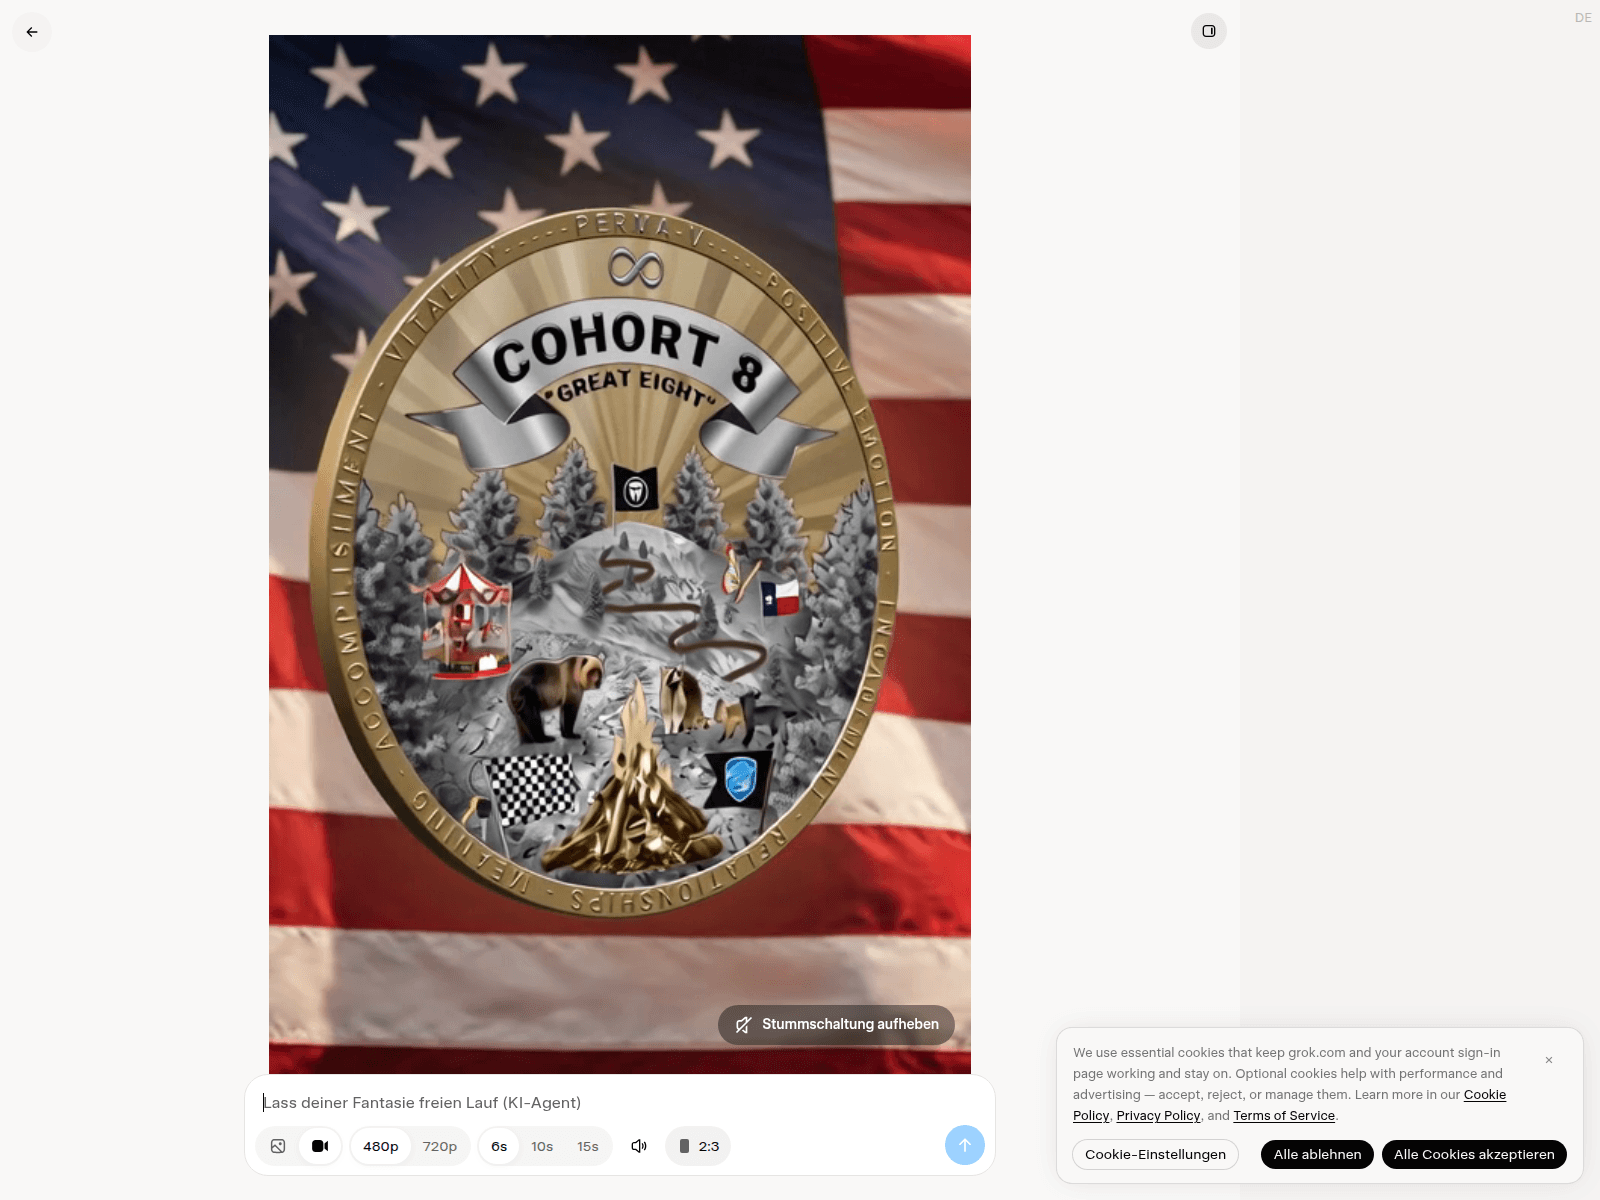 DE
PERMA-V
POSITIVE EMOTION · ENGAGEMENT · RELATIONSHIPS - MEANING · ACCOMPLISHMENT · VITALITY
COHORT 8
"GREAT EIGHT"
Stummschaltung aufheben
Lass deiner Fantasie freien Lauf (KI-Agent)
480p 720p 6s 10s 15s 2:3
We use essential cookies that keep grok.com and your account sign-in
page working and stay on. Optional cookies help with performance and
advertising — accept, reject, or manage them. Learn more in our Cookie
Policy, Privacy Policy, and Terms of Service.
Cookie-Einstellungen Alle ablehnen Alle Cookies akzeptieren